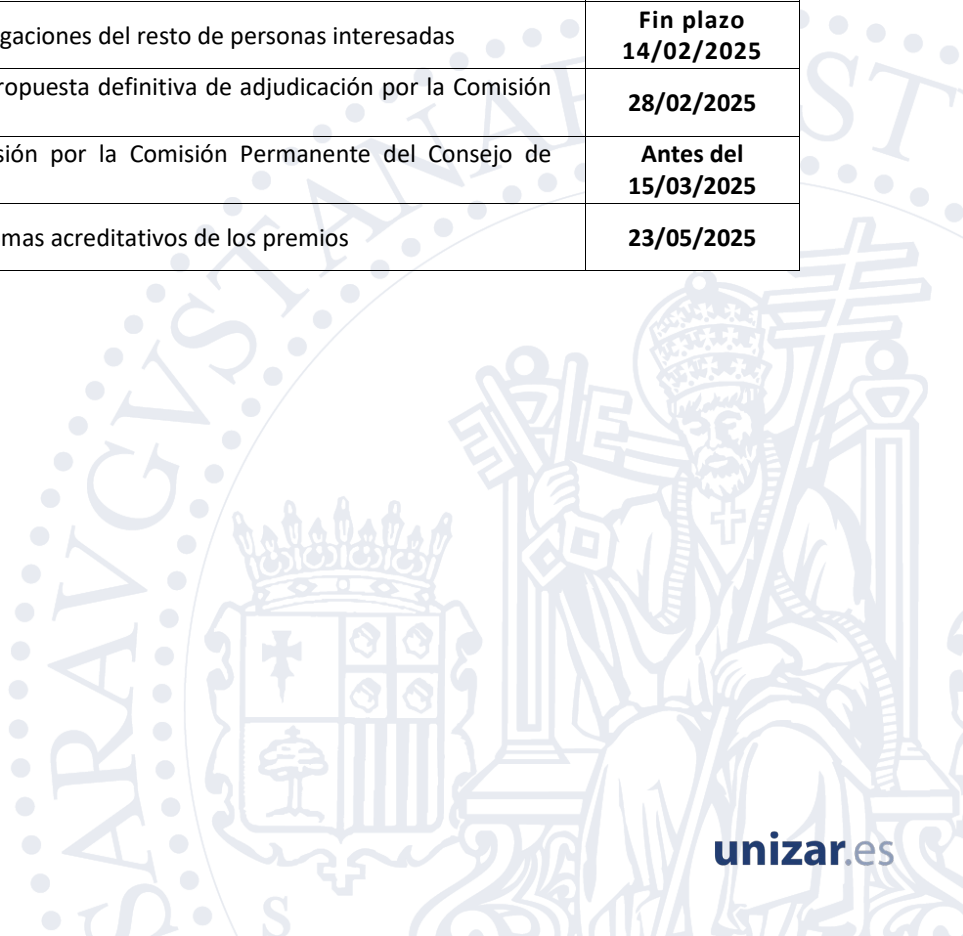 gaciones del resto de personas interesadas
Fin plazo
14/02/2025
ropuesta definitiva de adjudicación por la Comisión
28/02/2025
sión por la Comisión Permanente del Consejo de
Antes del
15/03/2025
mas acreditativos de los premios
23/05/2025
SARAVGVSTANAE
ST
S
unizar.es